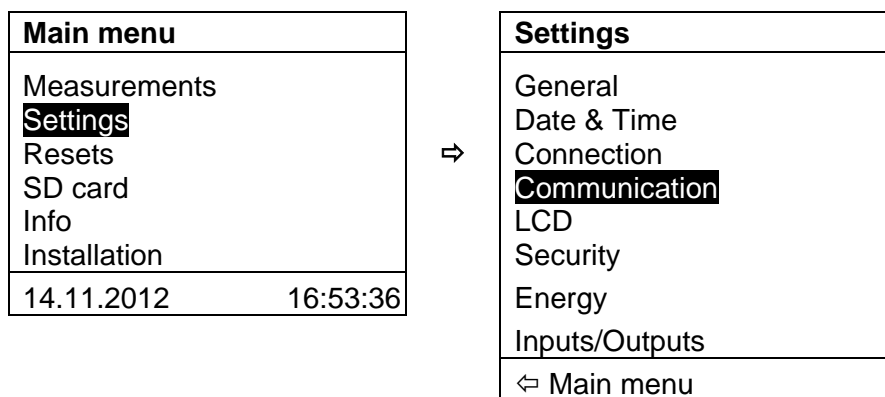 Main menu
Measurements
Settings
Resets
SD card
Info
Installation
14.11.2012 16:53:36
⇨
Settings
General
Date & Time
Connection
Communication
LCD
Security
Energy
Inputs/Outputs
⇦ Main menu